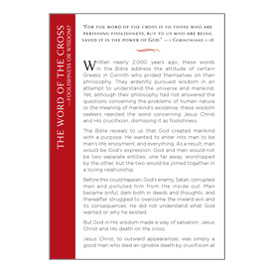 THE WORD OF THE CROSS
—FOOLISHNESS OR WISDOM?
"FOR THE WORD OF THE CROSS IS TO THOSE WHO ARE
PERISHING FOOLISHNESS, BUT TO US WHO ARE BEING
SAVED IT IS THE POWER OF GOD." — 1 CORINTHIANS 1:18
Written nearly 2,000 years ago, these words
in the Bible address the attitude of certain
Greeks in Corinth who prided themselves on their
philosophy. They ardently pursued wisdom in an
attempt to understand the universe and mankind.
Yet, although their philosophy had not answered the
questions concerning the problems of human nature
or the meaning of mankind's existence, these wisdom
seekers rejected the word concerning Jesus Christ
and His crucifixion, dismissing it as foolishness.
The Bible reveals to us that God created mankind
with a purpose. He wanted to enter into men to be
man's life, enjoyment, and everything. As a result, man
would be God's expression. God and man would not
be two separate entities, one far away, worshipped
by the other, but the two would be joined together in
a loving relationship.
Before this could happen, God's enemy, Satan, corrupted
man and polluted him from the inside out. Man
became sinful, dark both in deeds and thoughts, and
thereafter struggled to overcome the inward evil and
its consequences. He did not understand what God
wanted or why he existed.
But God in His wisdom made a way of salvation: Jesus
Christ and His death on the cross.
Jesus Christ, to outward appearances, was simply a
good man who died an ignoble death by crucifixion at